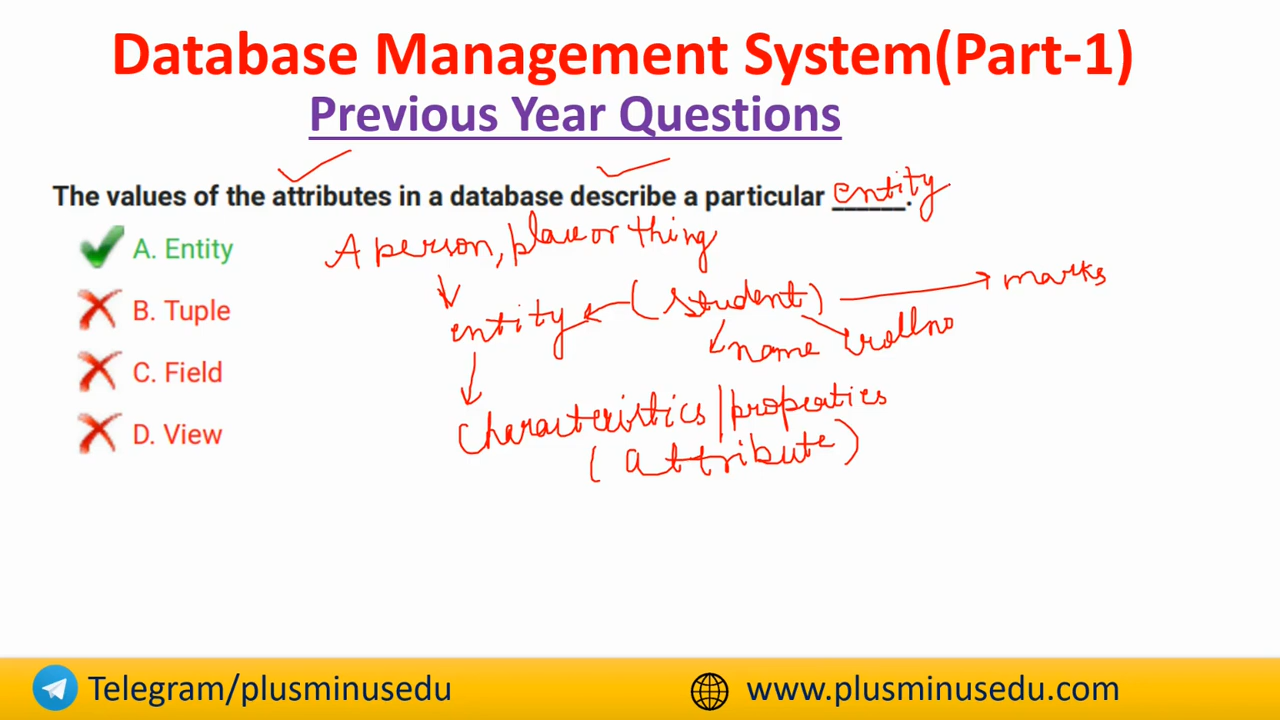 Database Management System(Part-1)
Previous Year Questions
The values of the attributes in a database describe a particular entity.
A. Entity
A person, place or thing
B. Tuple
entity
(student)
marks
name
rollno
C. Field
characteristics/properties
D. View
(attribute)
Telegram/plusminusedu
www.plusminusedu.com